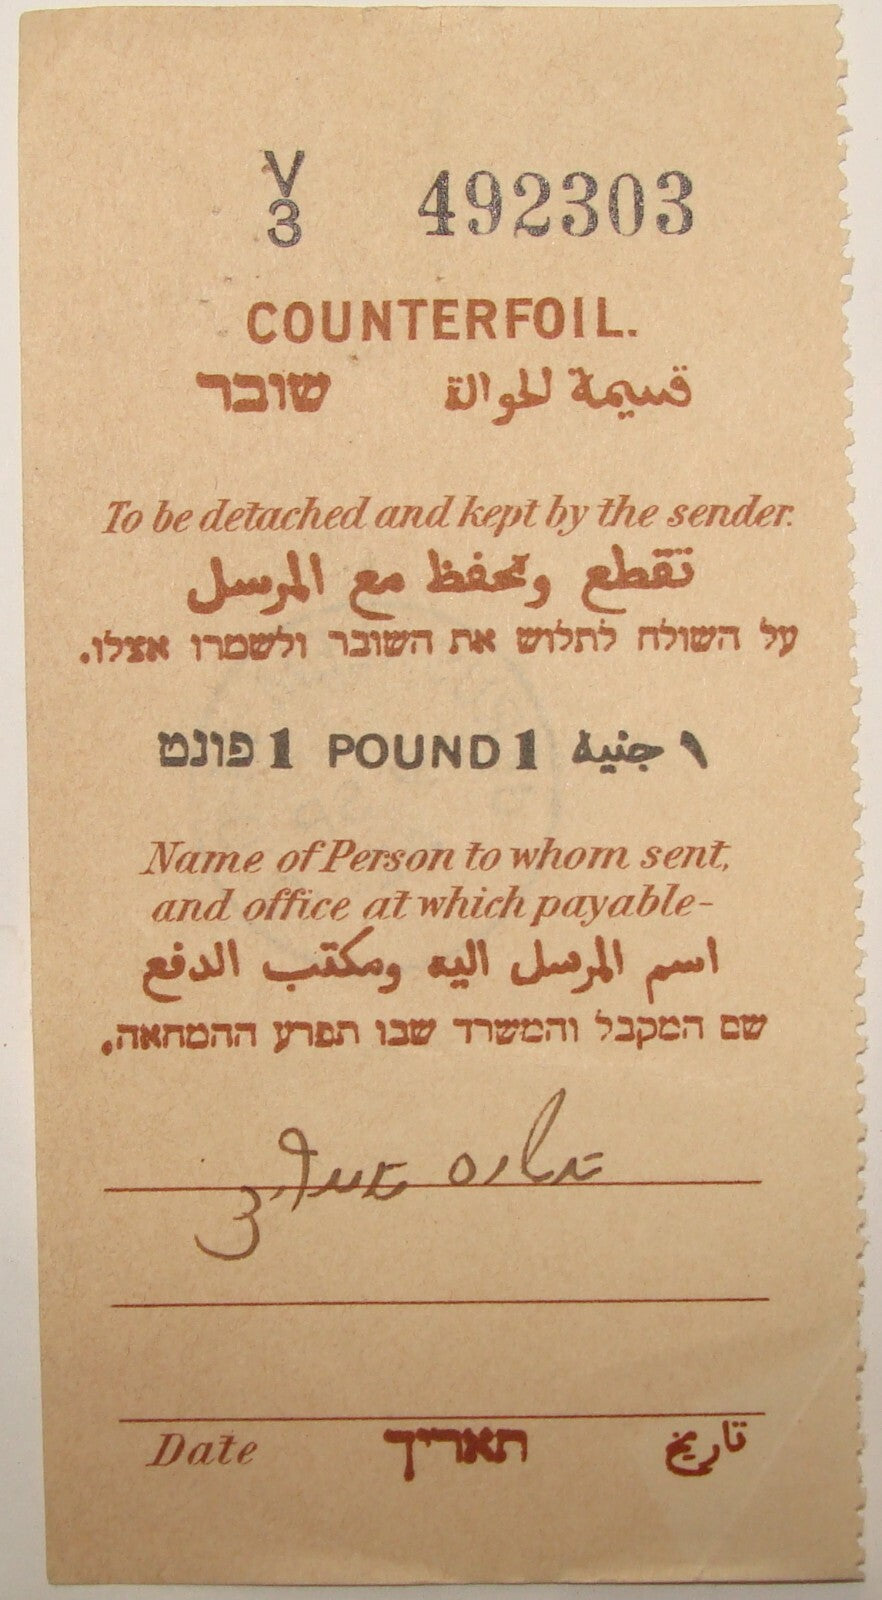 V
3 492303
COUNTERFOIL.
שובר قسيمة للحوالة
To be detached and kept by the sender.
تقطع وتحفظ مع المرسل
על השולח לתלוש את השובר ולשמרו אצלו.
1 פונט 1 POUND ١ جنيه
Name of Person to whom sent,
and office at which payable-
اسم المرسل اليه ومكتب الدفع
שם המקבל והמשרד שבו תפרע ההמחאה.
Date תאריך تاريخ